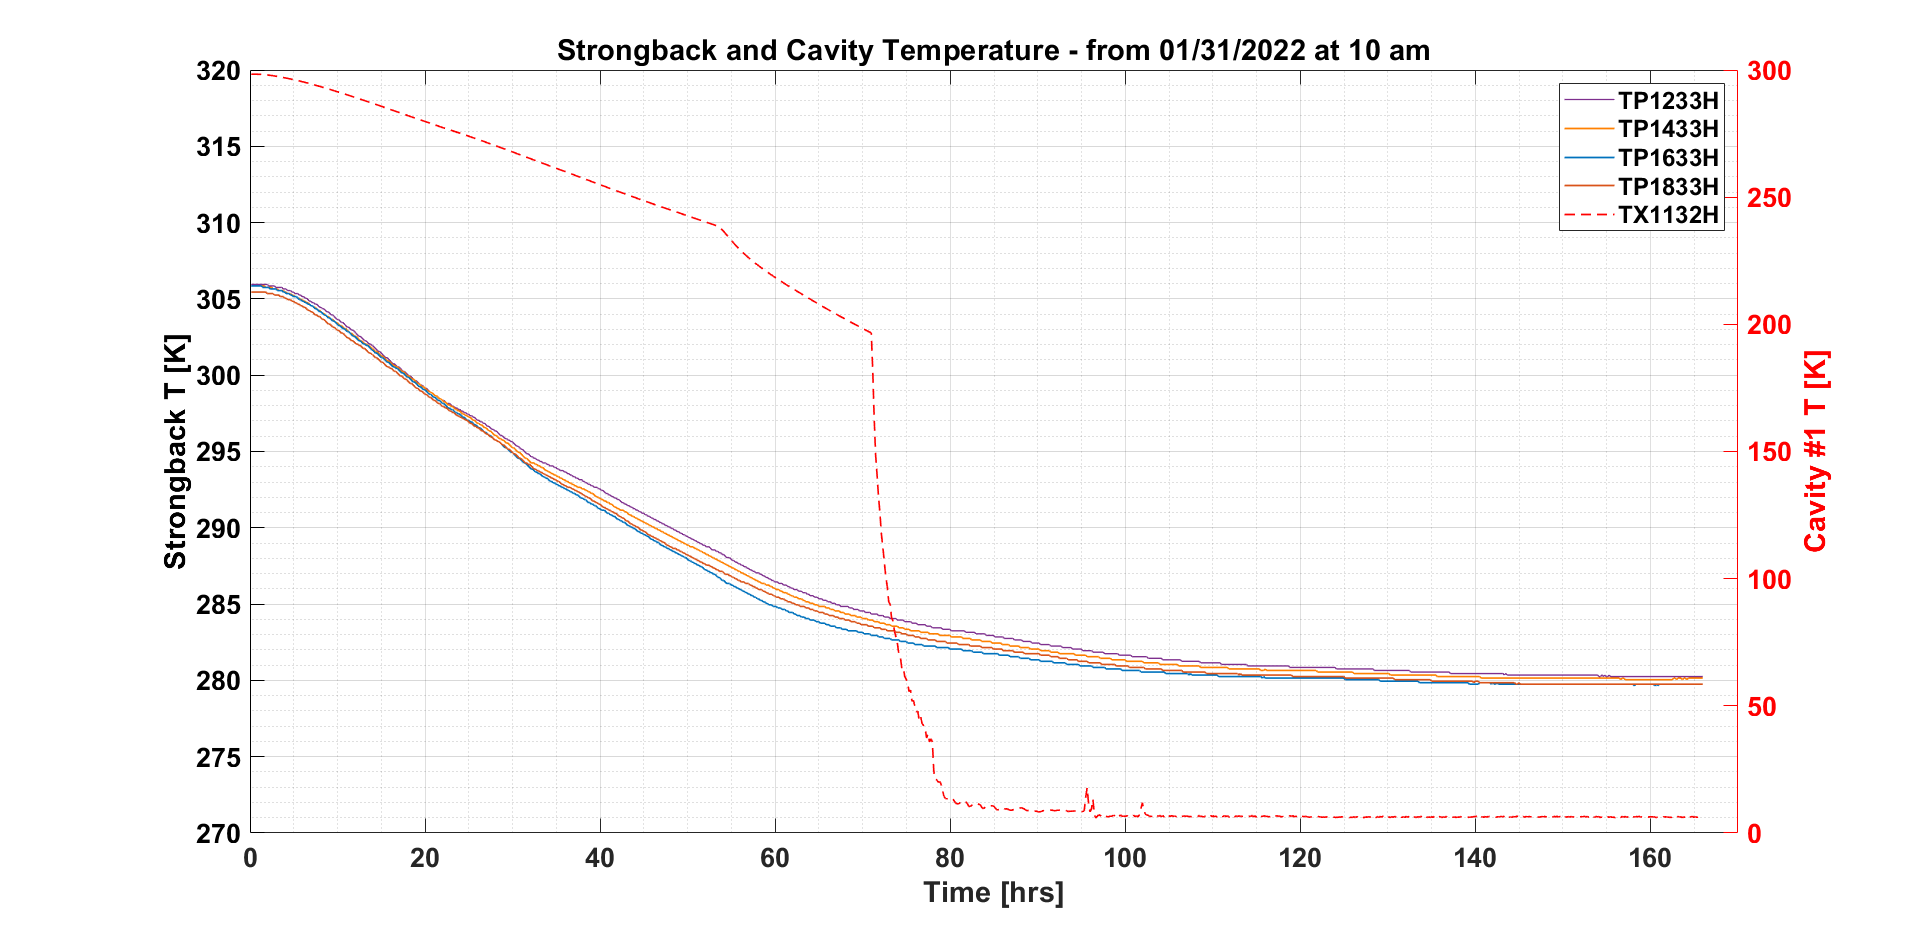 Strongback and Cavity Temperature - from 01/31/2022 at 10 am
320
315
310
305
300
295
290
285
280
275
270
Strongback T [K]
300
250
200
150
100
50
0
Cavity #1 T [K]
TP1233H
TP1433H
TP1633H
TP1833H
TX1132H
0 20 40 60 80 100 120 140 160
Time [hrs]